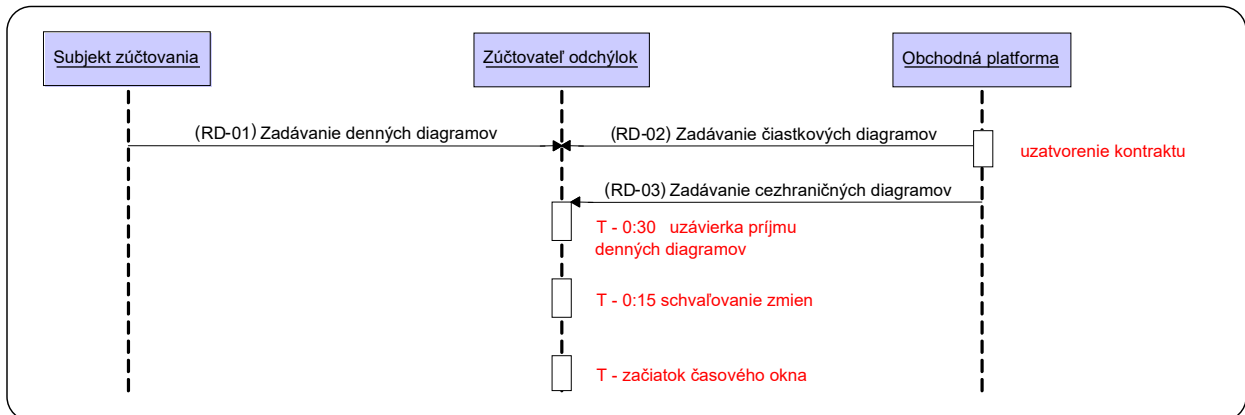 Subjekt zúčtovania
Zúčtovateľ odchýlok
Obchodná platforma
(RD-01) Zadávanie denných diagramov
(RD-02) Zadávanie čiastkových diagramov
uzatvorenie kontraktu
(RD-03) Zadávanie cezhraničných diagramov
T - 0:30 uzávierka príjmu
denných diagramov
T - 0:15 schvaľovanie zmien
T - začiatok časového okna